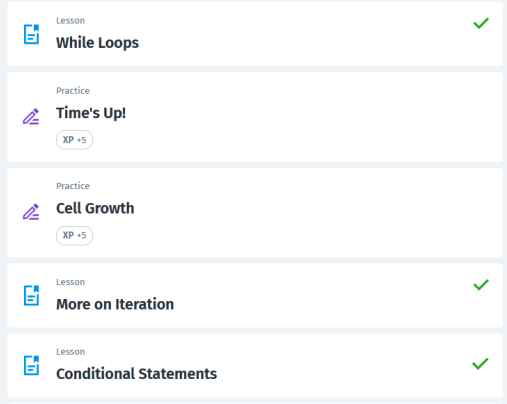 Lesson
While Loops
Practice
Time's Up!
XP +5
Practice
Cell Growth
XP +5
Lesson
More on Iteration
Lesson
Conditional Statements